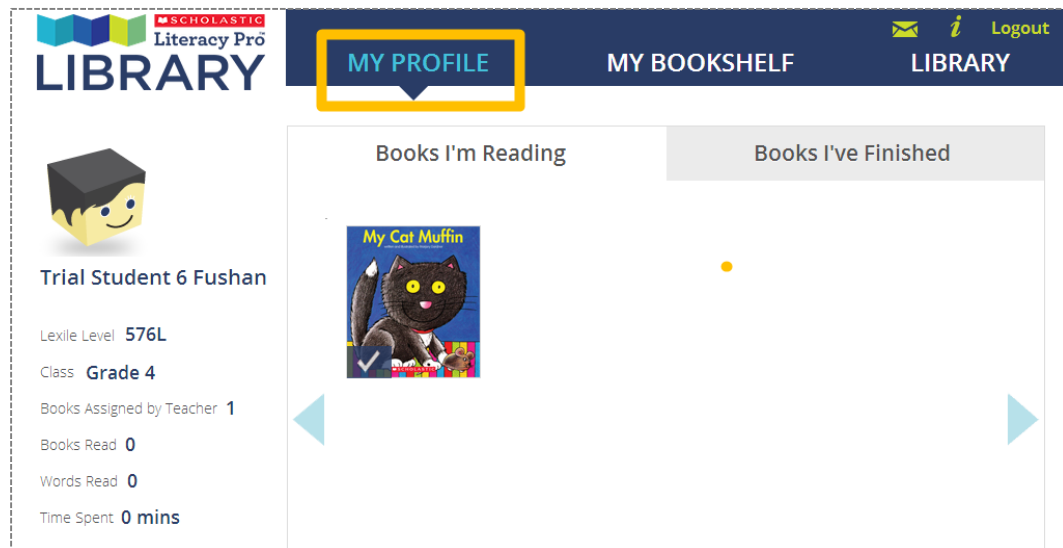 SCHOLASTIC
Literacy Pro
LIBRARY
i Logout
MY PROFILE MY BOOKSHELF LIBRARY
Books I'm Reading Books I've Finished
My Cat Muffin
SCHOLASTIC
Trial Student 6 Fushan
Lexile Level 576L
Class Grade 4
Books Assigned by Teacher 1
Books Read 0
Words Read 0
Time Spent 0 mins